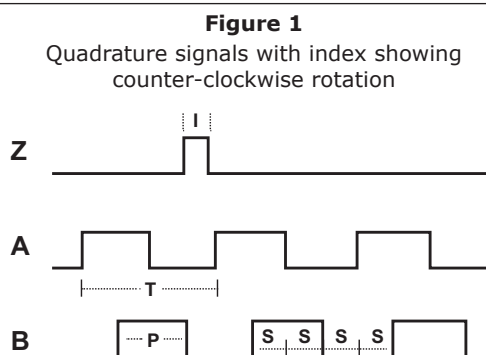 Figure 1
Quadrature signals with index showing
counter-clockwise rotation
I
Z
A
T
B
P
S S S S